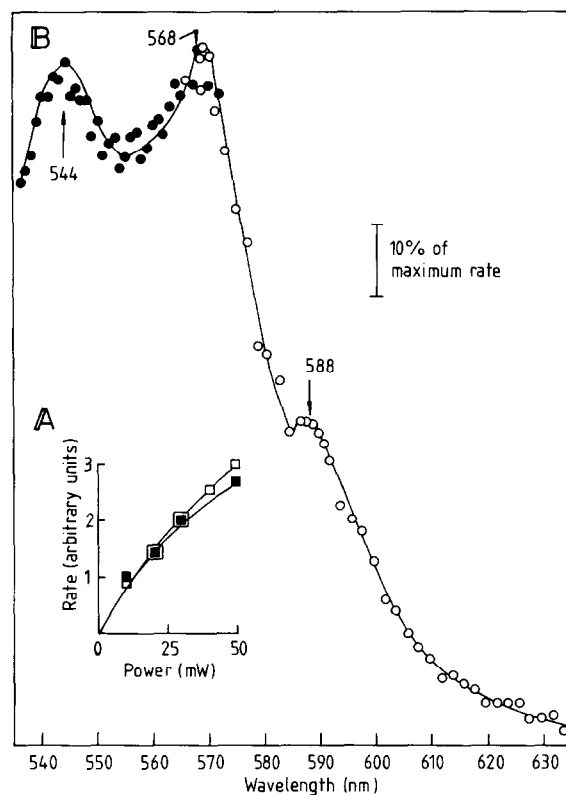 B
568
544
10% of
maximum rate
588
A
Rate (arbitrary units)
3
2
1
0 25 50
Power (mW)
540 550 560 570 580 590 600 610 620 630
Wavelength (nm)